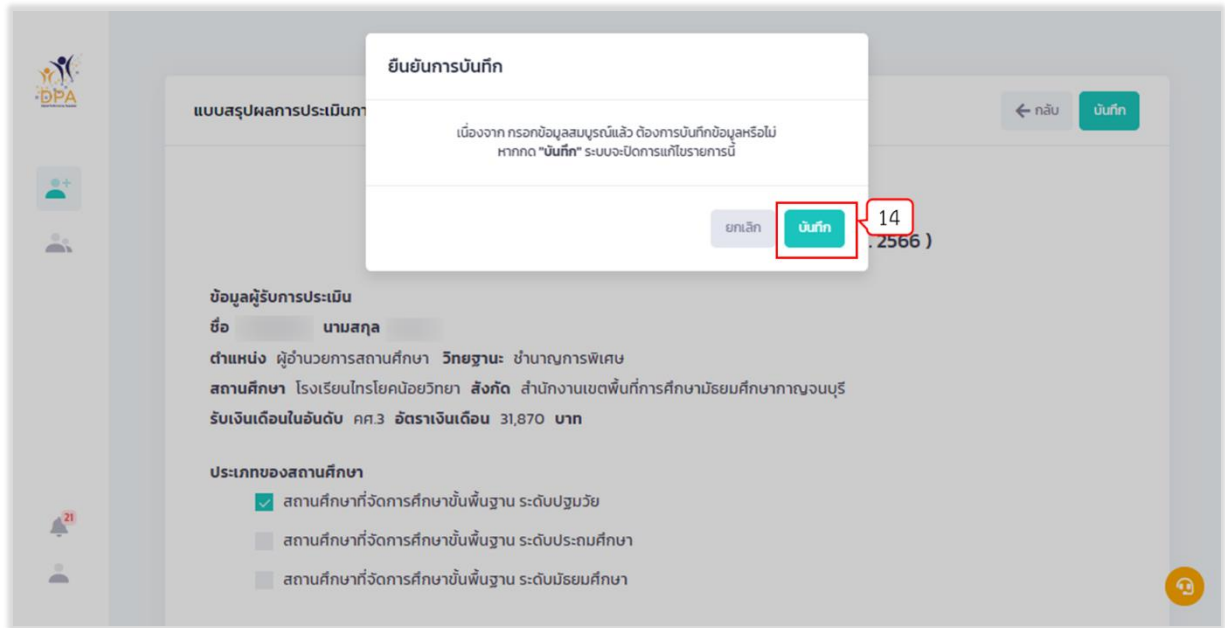 ยืนยันการบันทึก
DPA
แบบสรุปผลการประเมินกา
กลับ
บันทึก
เนื่องจาก กรอกข้อมูลสมบูรณ์แล้ว ต้องการบันทึกข้อมูลหรือไม่
หากกด "บันทึก" ระบบจะปิดการแก้ไขรายการนี้
ยกเลิก
บันทึก
14
. 2566 )
ข้อมูลผู้รับการประเมิน
ชื่อ นามสกุล
ตำแหน่ง ผู้อำนวยการสถานศึกษา วิทยฐานะ: ชำนาญการพิเศษ
สถานศึกษา โรงเรียนไทรโยคน้อยวิทยา สังกัด สำนักงานเขตพื้นที่การศึกษามัธยมศึกษากาญจนบุรี
รับเงินเดือนในอันดับ คศ.3 อัตราเงินเดือน 31,870 บาท
ประเภทของสถานศึกษา
สถานศึกษาที่จัดการศึกษาขั้นพื้นฐาน ระดับปฐมวัย
สถานศึกษาที่จัดการศึกษาขั้นพื้นฐาน ระดับประถมศึกษา
สถานศึกษาที่จัดการศึกษาขั้นพื้นฐาน ระดับมัธยมศึกษา
21